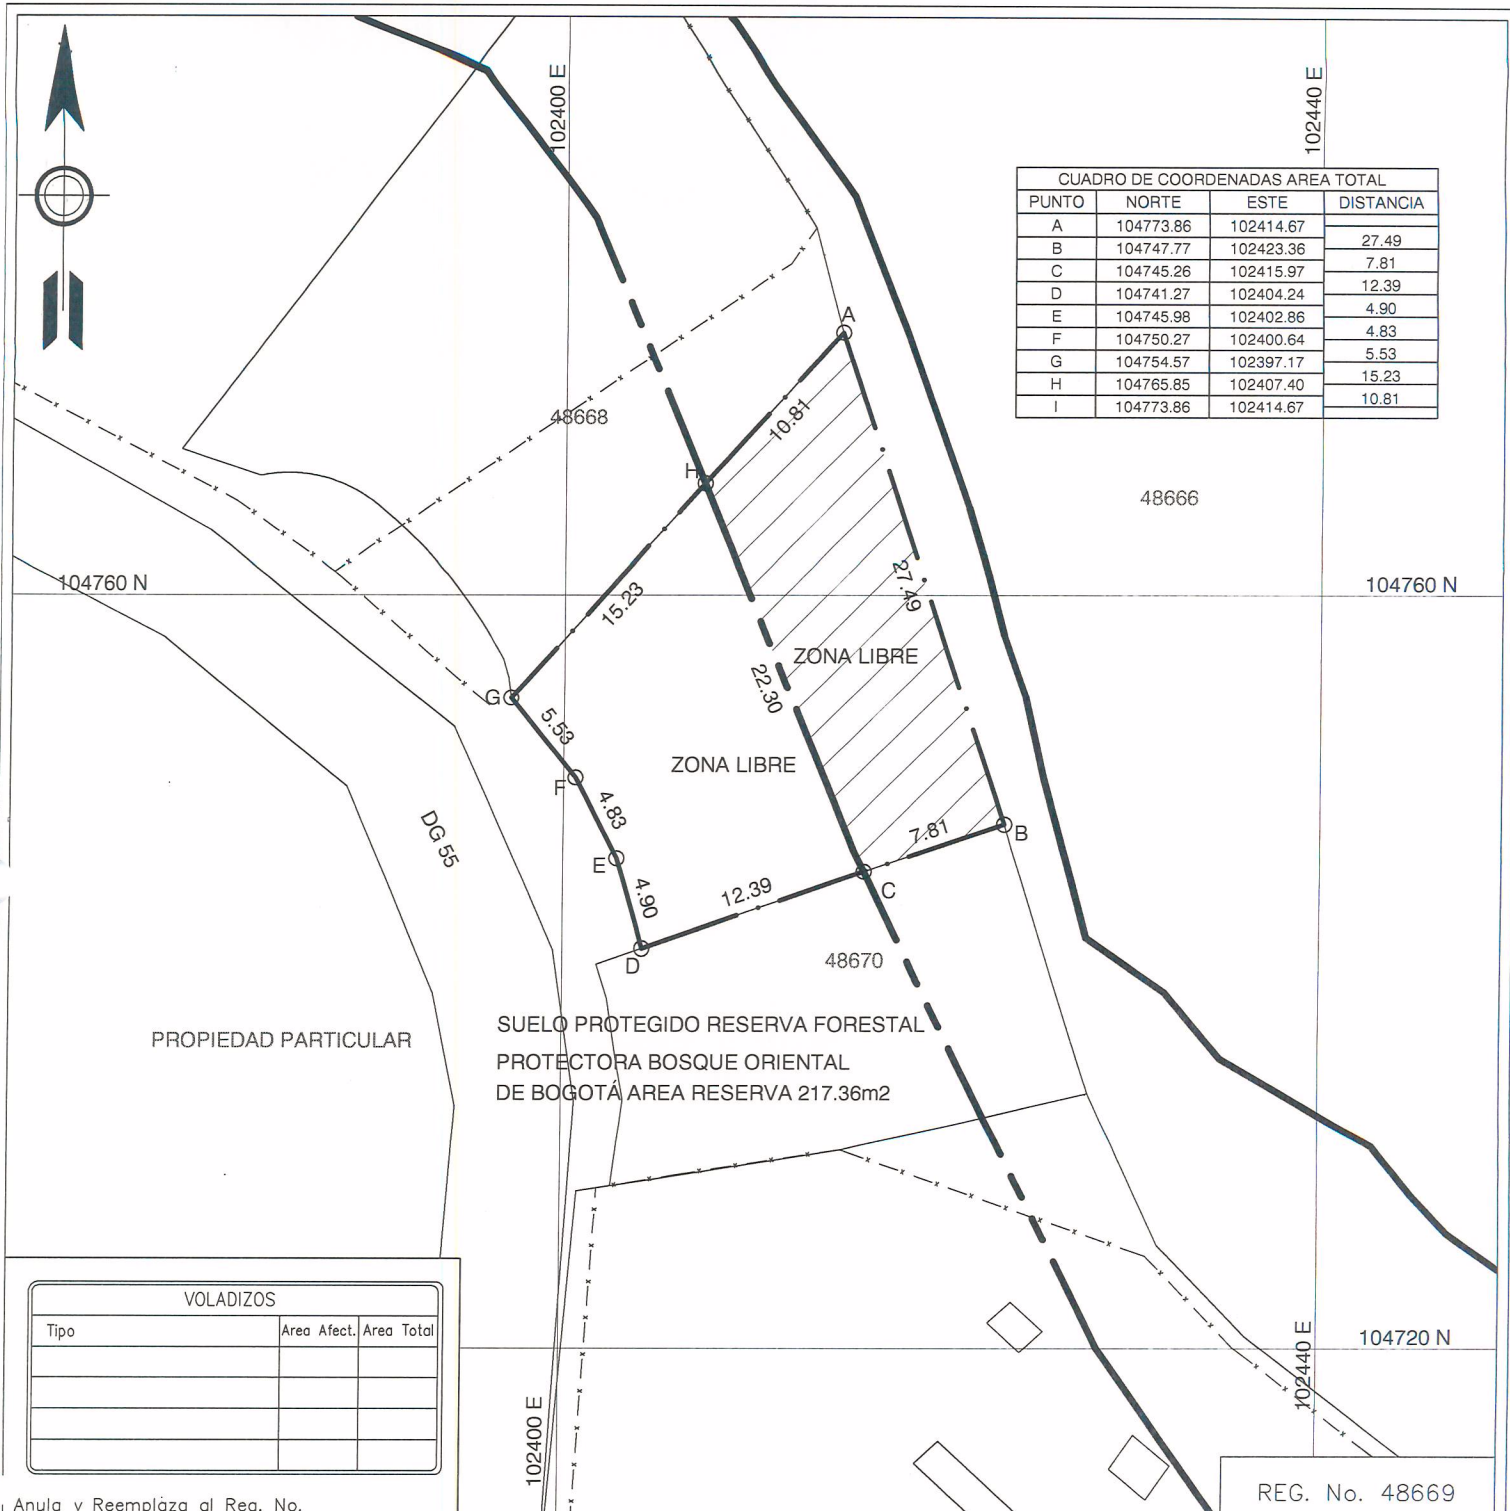 102400 E
102440 E
CUADRO DE COORDENADAS AREA TOTAL
PUNTO NORTE ESTE DISTANCIA
A 104773.86 102414.67
27.49
B 104747.77 102423.36
7.81
C 104745.26 102415.97
12.39
D 104741.27 102404.24
4.90
E 104745.98 102402.86
4.83
F 104750.27 102400.64
5.53
G 104754.57 102397.17
15.23
H 104765.85 102407.40
10.81
I 104773.86 102414.67
A
48668
10.81
H
48666
104760 N
104760 N
15.23
27.49
ZONA LIBRE
22.30
G
5.53
ZONA LIBRE
F
4.83
DG 55
7.81
B
E
4.90
12.39
C
D
48670
SUELO PROTEGIDO RESERVA FORESTAL
PROPIEDAD PARTICULAR
PROTECTORA BOSQUE ORIENTAL
DE BOGOTÁ AREA RESERVA 217.36m2
VOLADIZOS
Tipo Area Afect. Area Total
104720 N
102440 E
102400 E
REG. No. 48669
Anula y Reemplaza al Reg. No.